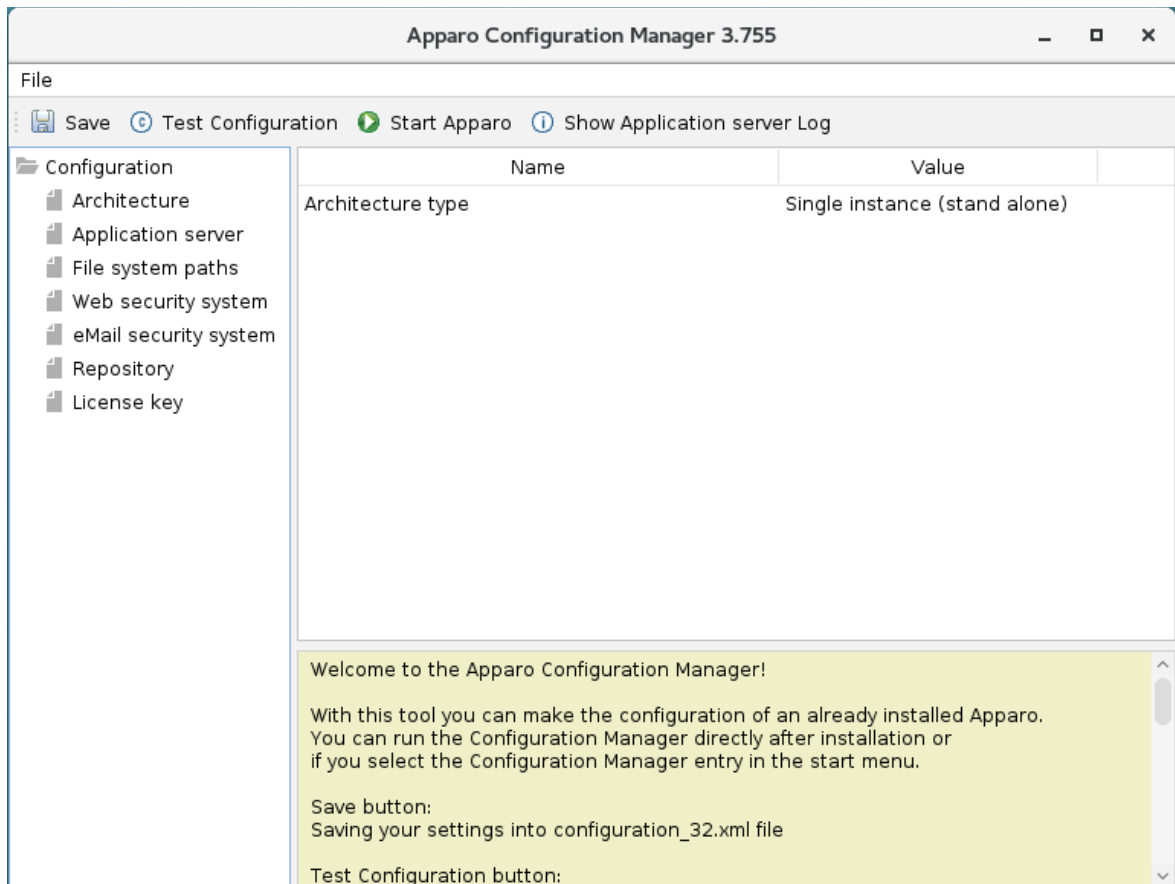 Apparo Configuration Manager 3.755
File
Save Test Configuration Start Apparo Show Application server Log
Configuration
Architecture
Application server
File system paths
Web security system
eMail security system
Repository
License key
Name Value
Architecture type Single instance (stand alone)
Welcome to the Apparo Configuration Manager!
With this tool you can make the configuration of an already installed Apparo.
You can run the Configuration Manager directly after installation or
if you select the Configuration Manager entry in the start menu.
Save button:
Saving your settings into configuration_32.xml file
Test Configuration button: